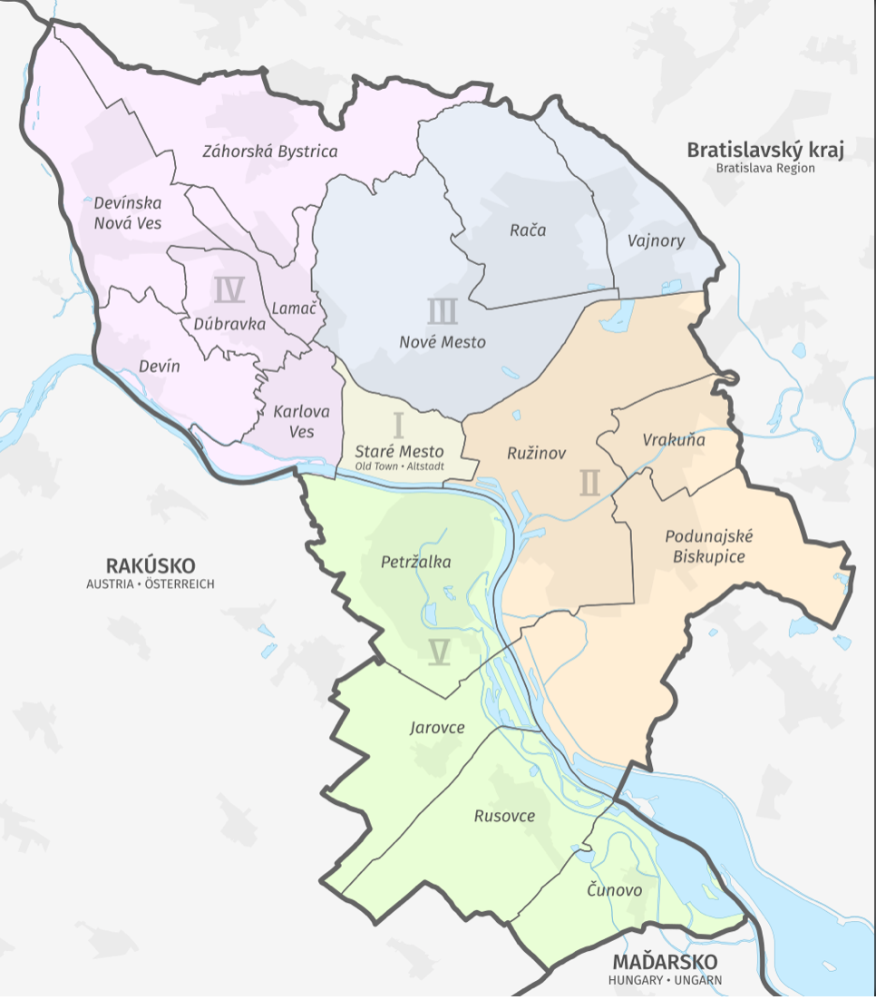 Záhorská Bystrica
Bratislavský kraj
Bratislava Region
Devínska
Nová Ves
Rača
Vajnory
IV
Lamač
Dúbravka
III
Nové Mesto
Devín
Karlova
Ves
I
Staré Mesto
Old Town • Altstadt
Ružinov
II
Vrakuňa
Podunajské
Biskupice
RAKÚSKO
AUSTRIA • ÖSTERREICH
Petržalka
V
Jarovce
Rusovce
Čunovo
MAĎARSKO
HUNGARY • UNGARN